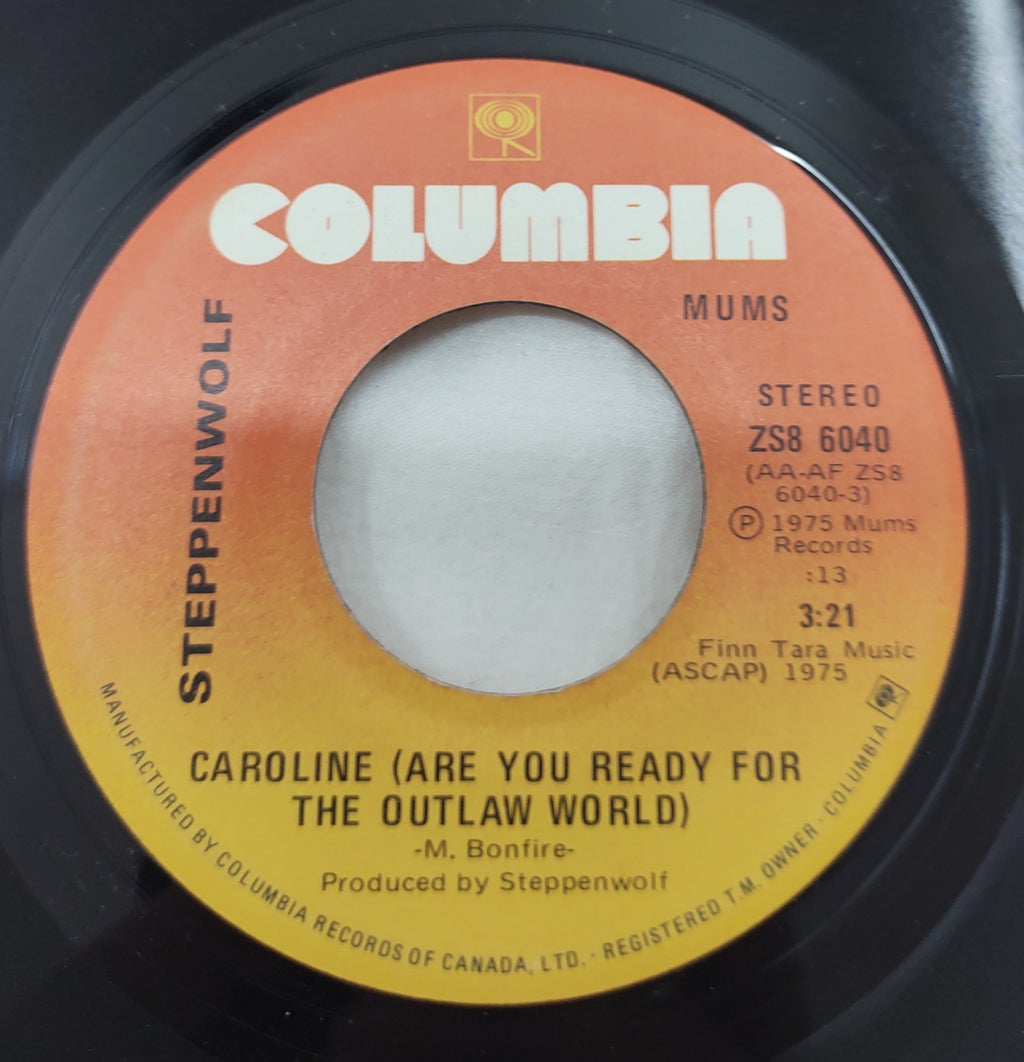 COLUMBIA
MUMS
STEPPENWOLF
STEREO
ZS8 6040
(AA-AF ZS8
6040-3)
Ⓟ 1975 Mums
Records
:13
3:21
Finn Tara Music
(ASCAP) 1975
CAROLINE (ARE YOU READY FOR
THE OUTLAW WORLD)
-M. Bonfire-
Produced by Steppenwolf
MANUFACTURED BY COLUMBIA RECORDS OF CANADA, LTD. · REGISTERED T.M. OWNER · COLUMBIA